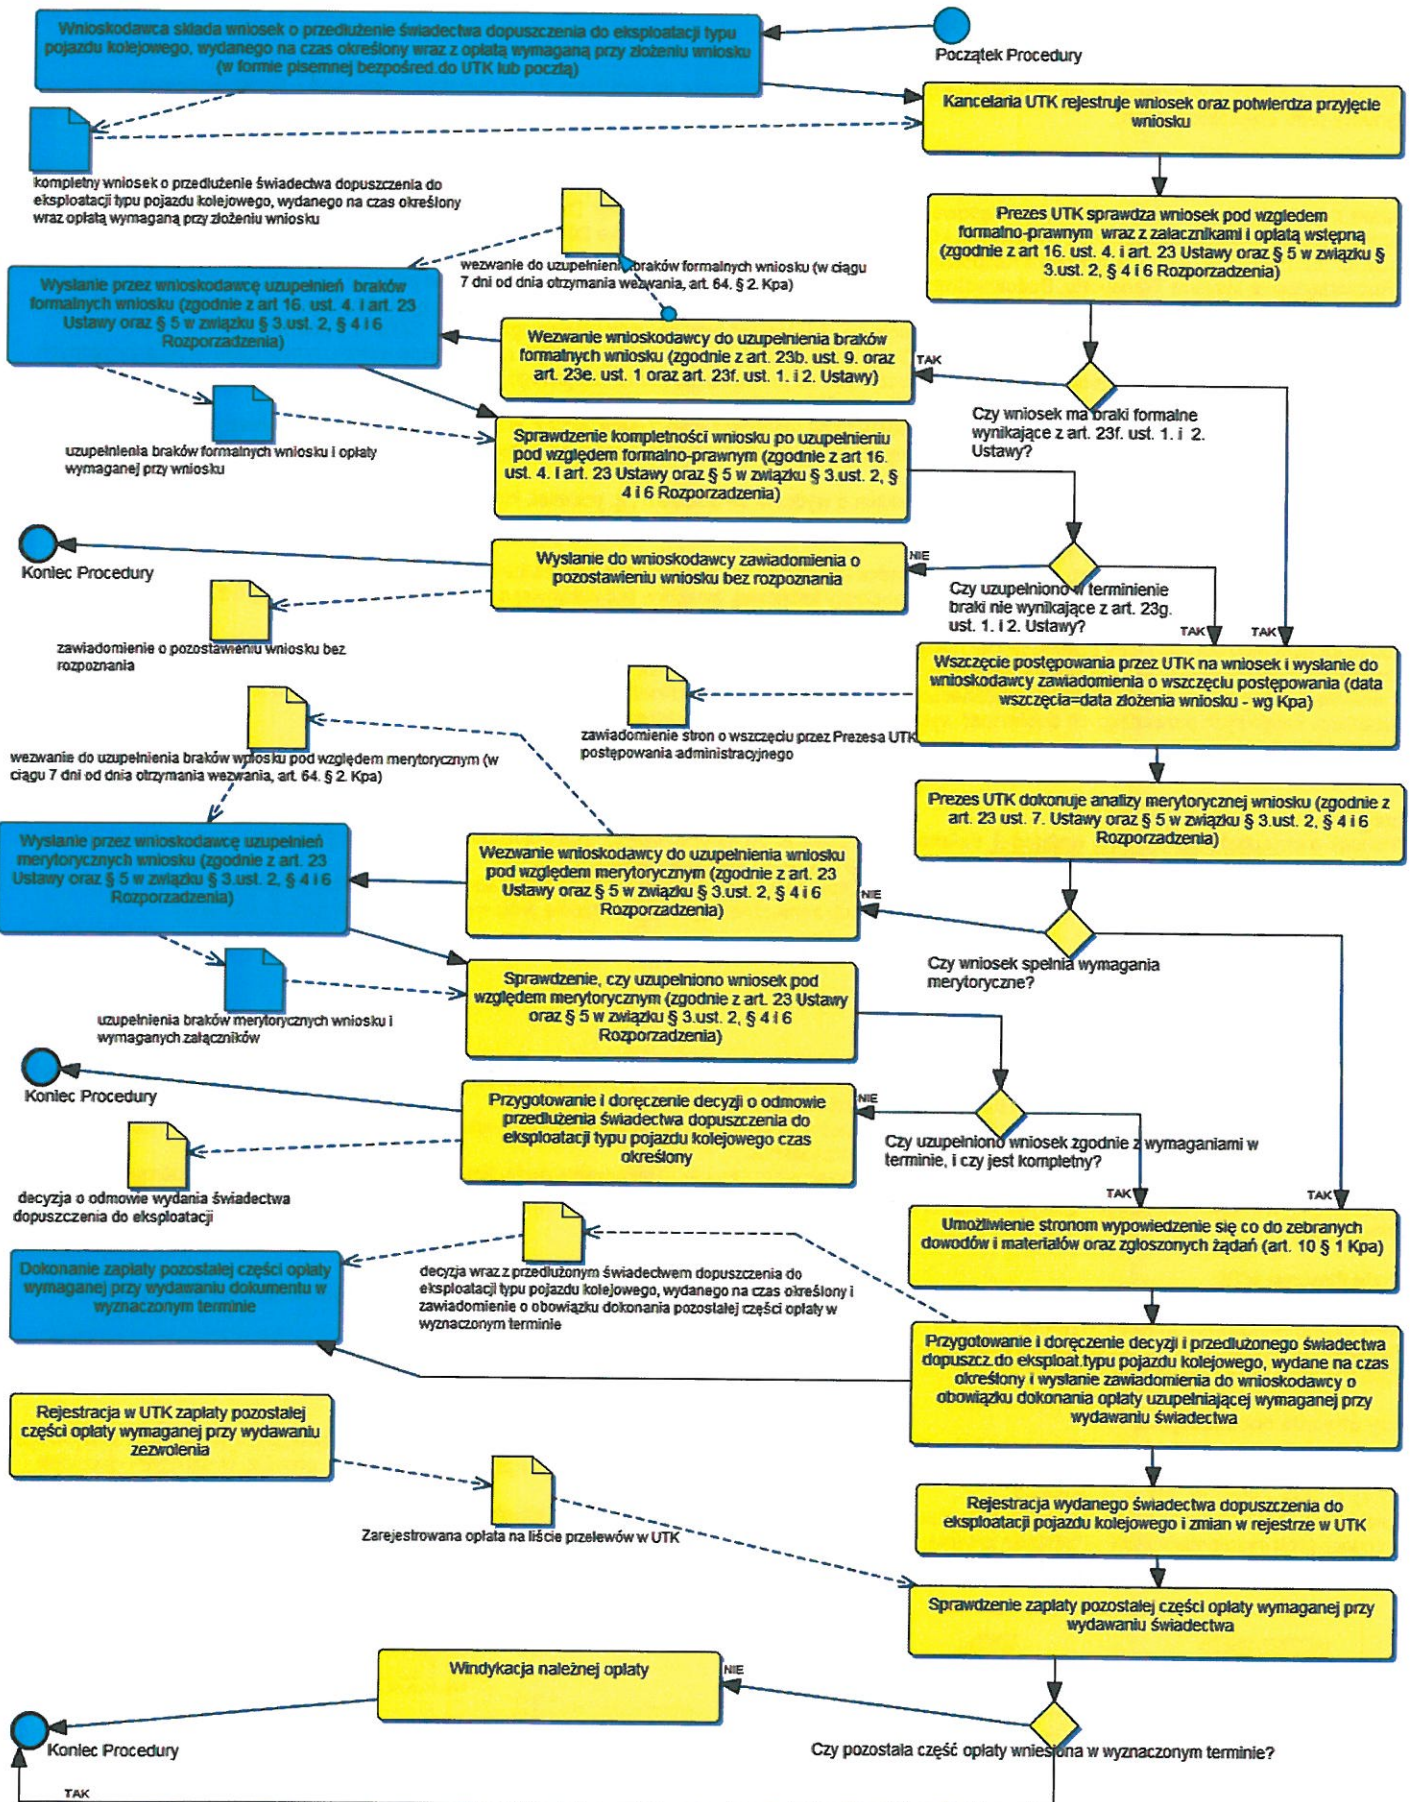 Wnioskodawca składa wniosek o przedłużenie świadectwa dopuszczenia do eksploatacji typu
pojazdu kolejowego, wydanego na czas określony wraz z opłatą wymaganą przy złożeniu wniosku
(w formie pisemnej bezpośred.do UTK lub pocztą)
Początek Procedury
Kancelaria UTK rejestruje wniosek oraz potwierdza przyjęcie
wniosku
kompletny wniosek o przedłużenie świadectwa dopuszczenia do
eksploatacji typu pojazdu kolejowego, wydanego na czas określony
wraz opłatą wymaganą przy złożeniu wniosku
Prezes UTK sprawdza wniosek pod wzgledem
formalno-prawnym wraz z załacznikami i opłatą wstępną
(zgodnie z art 16. ust. 4. i art. 23 Ustawy oraz § 5 w związku §
3.ust. 2, § 4 i 6 Rozporządzenia)
wezwanie do uzupełnienia braków formalnych wniosku (w ciągu
7 dni od dnia otrzymania wezwania, art. 64. § 2. Kpa)
Wysłanie przez wnioskodawcę uzupełnień braków
formalnych wniosku (zgodnie z art 16. ust. 4. i art. 23
Ustawy oraz § 5 w związku § 3.ust. 2, § 4 i 6
Rozporzadzenia)
Wezwanie wnioskodawcy do uzupełnienia braków
formalnych wniosku (zgodnie z art. 23b. ust. 9. oraz
art. 23e. ust. 1 oraz art. 23f. ust. 1. i 2. Ustawy)
TAK
Czy wniosek ma braki formalne
wynikające z art. 23f. ust. 1. i 2.
Ustawy?
uzupełnienia braków formalnych wniosku i opłaty
wymaganej przy wniosku
Sprawdzenie kompletności wniosku po uzupełnieniu
pod względem formalno-prawnym (zgodnie z art 16.
ust. 4. i art. 23 Ustawy oraz § 5 w związku § 3.ust. 2, §
4 i 6 Rozporzadzenia)
Koniec Procedury
Wysłanie do wnioskodawcy zawiadomienia o
pozostawieniu wniosku bez rozpoznania
NIE
Czy uzupełniono w terminienie
braki nie wynikające z art. 23g.
ust. 1. i 2. Ustawy?
TAK
TAK
zawiadomienie o pozostawieniu wniosku bez
rozpoznania
Wszczęcie postępowania przez UTK na wniosek i wysłanie do
wnioskodawcy zawiadomienia o wszczęciu postępowania (data
wszczęcia=data złożenia wniosku - wg Kpa)
zawiadomienie stron o wszczęciu przez Prezesa UTK
postępowania administracyjnego
wezwanie do uzupełnienia braków wniosku pod względem merytorycznym (w
ciągu 7 dni od dnia otrzymania wezwania, art. 64. § 2. Kpa)
Prezes UTK dokonuje analizy merytorycznej wniosku (zgodnie z
art. 23 ust. 7. Ustawy oraz § 5 w związku § 3.ust. 2, § 4 i 6
Rozporzadzenia)
Wysłanie przez wnioskodawcę uzupełnień
merytorycznych wniosku (zgodnie z art. 23
Ustawy oraz § 5 w związku § 3.ust. 2, § 4 i 6
Rozporzadzenia)
Wezwanie wnioskodawcy do uzupełnienia wniosku
pod względem merytorycznym (zgodnie z art. 23
Ustawy oraz § 5 w związku § 3.ust. 2, § 4 i 6
Rozporzadzenia)
NIE
Czy wniosek spełnia wymagania
merytoryczne?
Sprawdzenie, czy uzupełniono wniosek pod
względem merytorycznym (zgodnie z art. 23 Ustawy
oraz § 5 w związku § 3.ust. 2, § 4 i 6
Rozporzadzenia)
uzupełnienia braków merytorycznych wniosku i
wymaganych załączników
Koniec Procedury
Przygotowanie i doręczenie decyzji o odmowie
przedłużenia świadectwa dopuszczenia do
eksploatacji typu pojazdu kolejowego czas
określony
NIE
Czy uzupełniono wniosek zgodnie z wymaganiami w
terminie, i czy jest kompletny?
TAK
TAK
decyzja o odmowie wydania świadectwa
dopuszczenia do eksploatacji
Umożliwienie stronom wypowiedzenie się co do zebranych
dowodów i materiałów oraz zgłoszonych żądań (art. 10 § 1 Kpa)
Dokonanie zapłaty pozostałej części opłaty
wymaganej przy wydawaniu dokumentu w
wyznaczonym terminie
decyzja wraz z przedłużonym świadectwem dopuszczenia do
eksploatacji typu pojazdu kolejowego, wydanego na czas określony i
zawiadomienie o obowiązku dokonania pozostałej części opłaty w
wyznaczonym terminie
Przygotowanie i doręczenie decyzji i przedłużonego świadectwa
dopuszcz.do eksploat.typu pojazdu kolejowego, wydane na czas
określony i wysłanie zawiadomienia do wnioskodawcy o
obowiązku dokonania opłaty uzupełniającej wymaganej przy
wydawaniu świadectwa
Rejestracja w UTK zapłaty pozostałej
części opłaty wymaganej przy wydawaniu
zezwolenia
Zarejestrowana opłata na liście przelewów w UTK
Rejestracja wydanego świadectwa dopuszczenia do
eksploatacji pojazdu kolejowego i zmian w rejestrze w UTK
Sprawdzenie zapłaty pozostałej części opłaty wymaganej przy
wydawaniu świadectwa
Windykacja należnej opłaty
NIE
Koniec Procedury
Czy pozostała część opłaty wniesiona w wyznaczonym terminie?
TAK